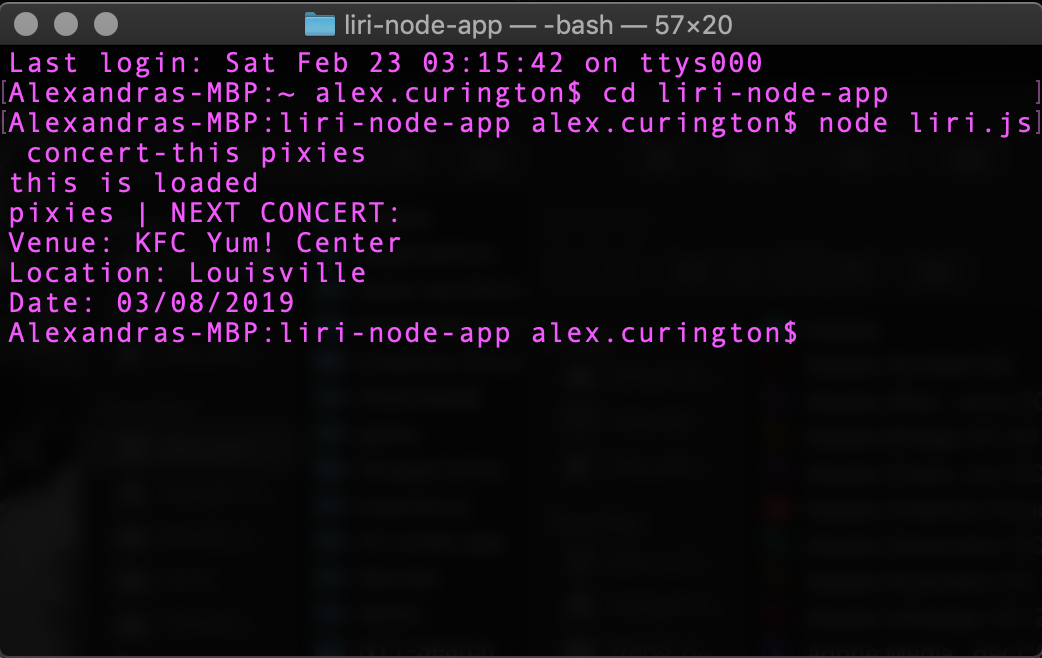 liri-node-app — -bash — 57×20
Last login: Sat Feb 23 03:15:42 on ttys000
[Alexandras-MBP:~ alex.curington$ cd liri-node-app ]
[Alexandras-MBP:liri-node-app alex.curington$ node liri.js]
concert-this pixies
this is loaded
pixies | NEXT CONCERT:
Venue: KFC Yum! Center
Location: Louisville
Date: 03/08/2019
Alexandras-MBP:liri-node-app alex.curington$